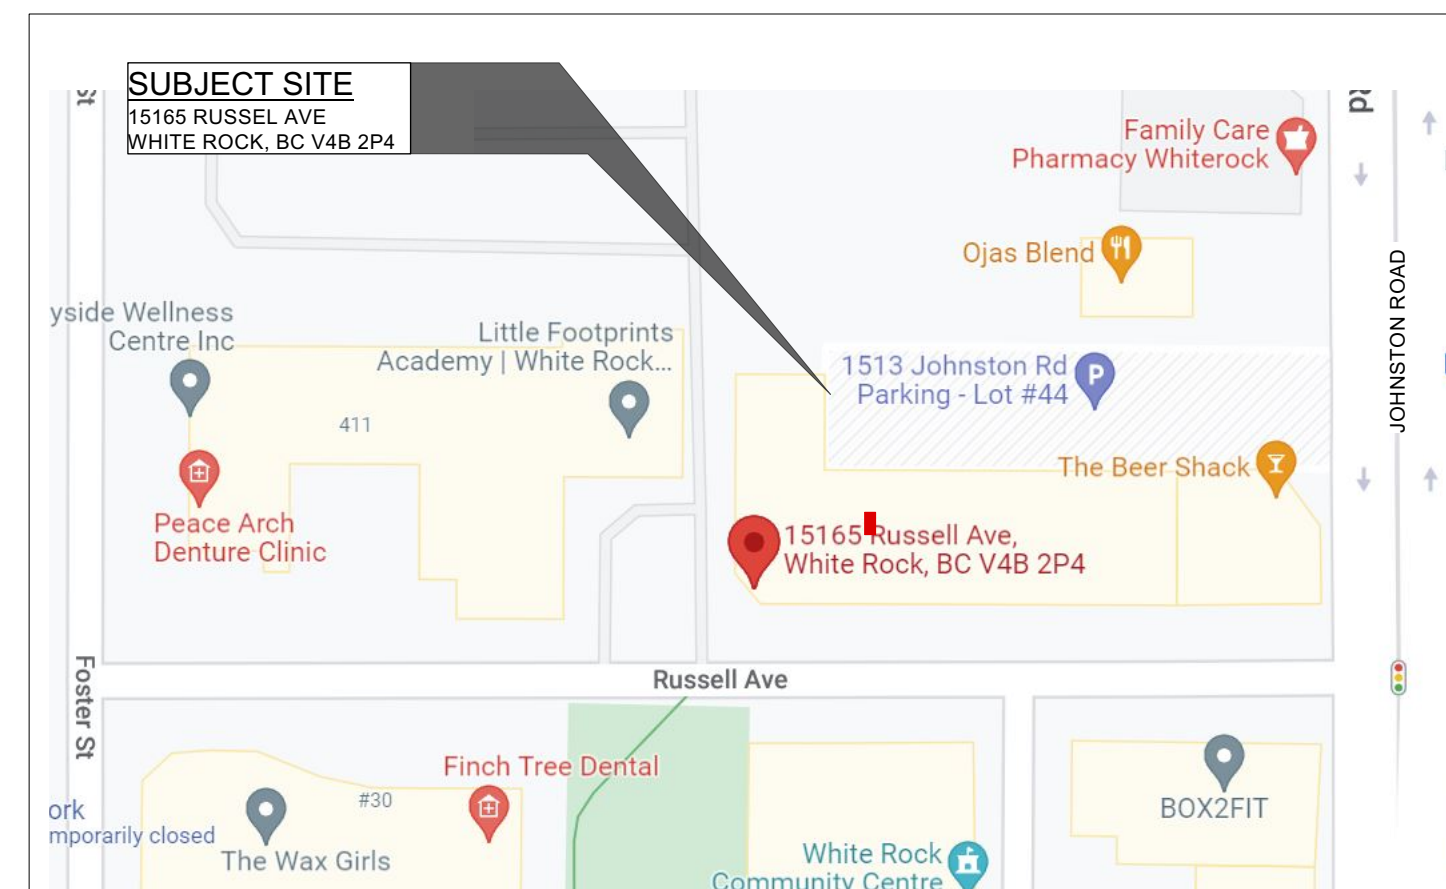 SUBJECT SITE
15165 RUSSEL AVE
WHITE ROCK, BC V4B 2P4
St
Rd
Family Care
Pharmacy Whiterock
Ojas Blend
JOHNSTON ROAD
yside Wellness
Centre Inc
Little Footprints
Academy | White Rock...
411
1513 Johnston Rd
Parking - Lot #44
P
The Beer Shack
Peace Arch
Denture Clinic
15165 Russell Ave,
White Rock, BC V4B 2P4
Foster St
Russell Ave
Finch Tree Dental
#30
ork
mporarily closed
The Wax Girls
BOX2FIT
White Rock
Community Centre